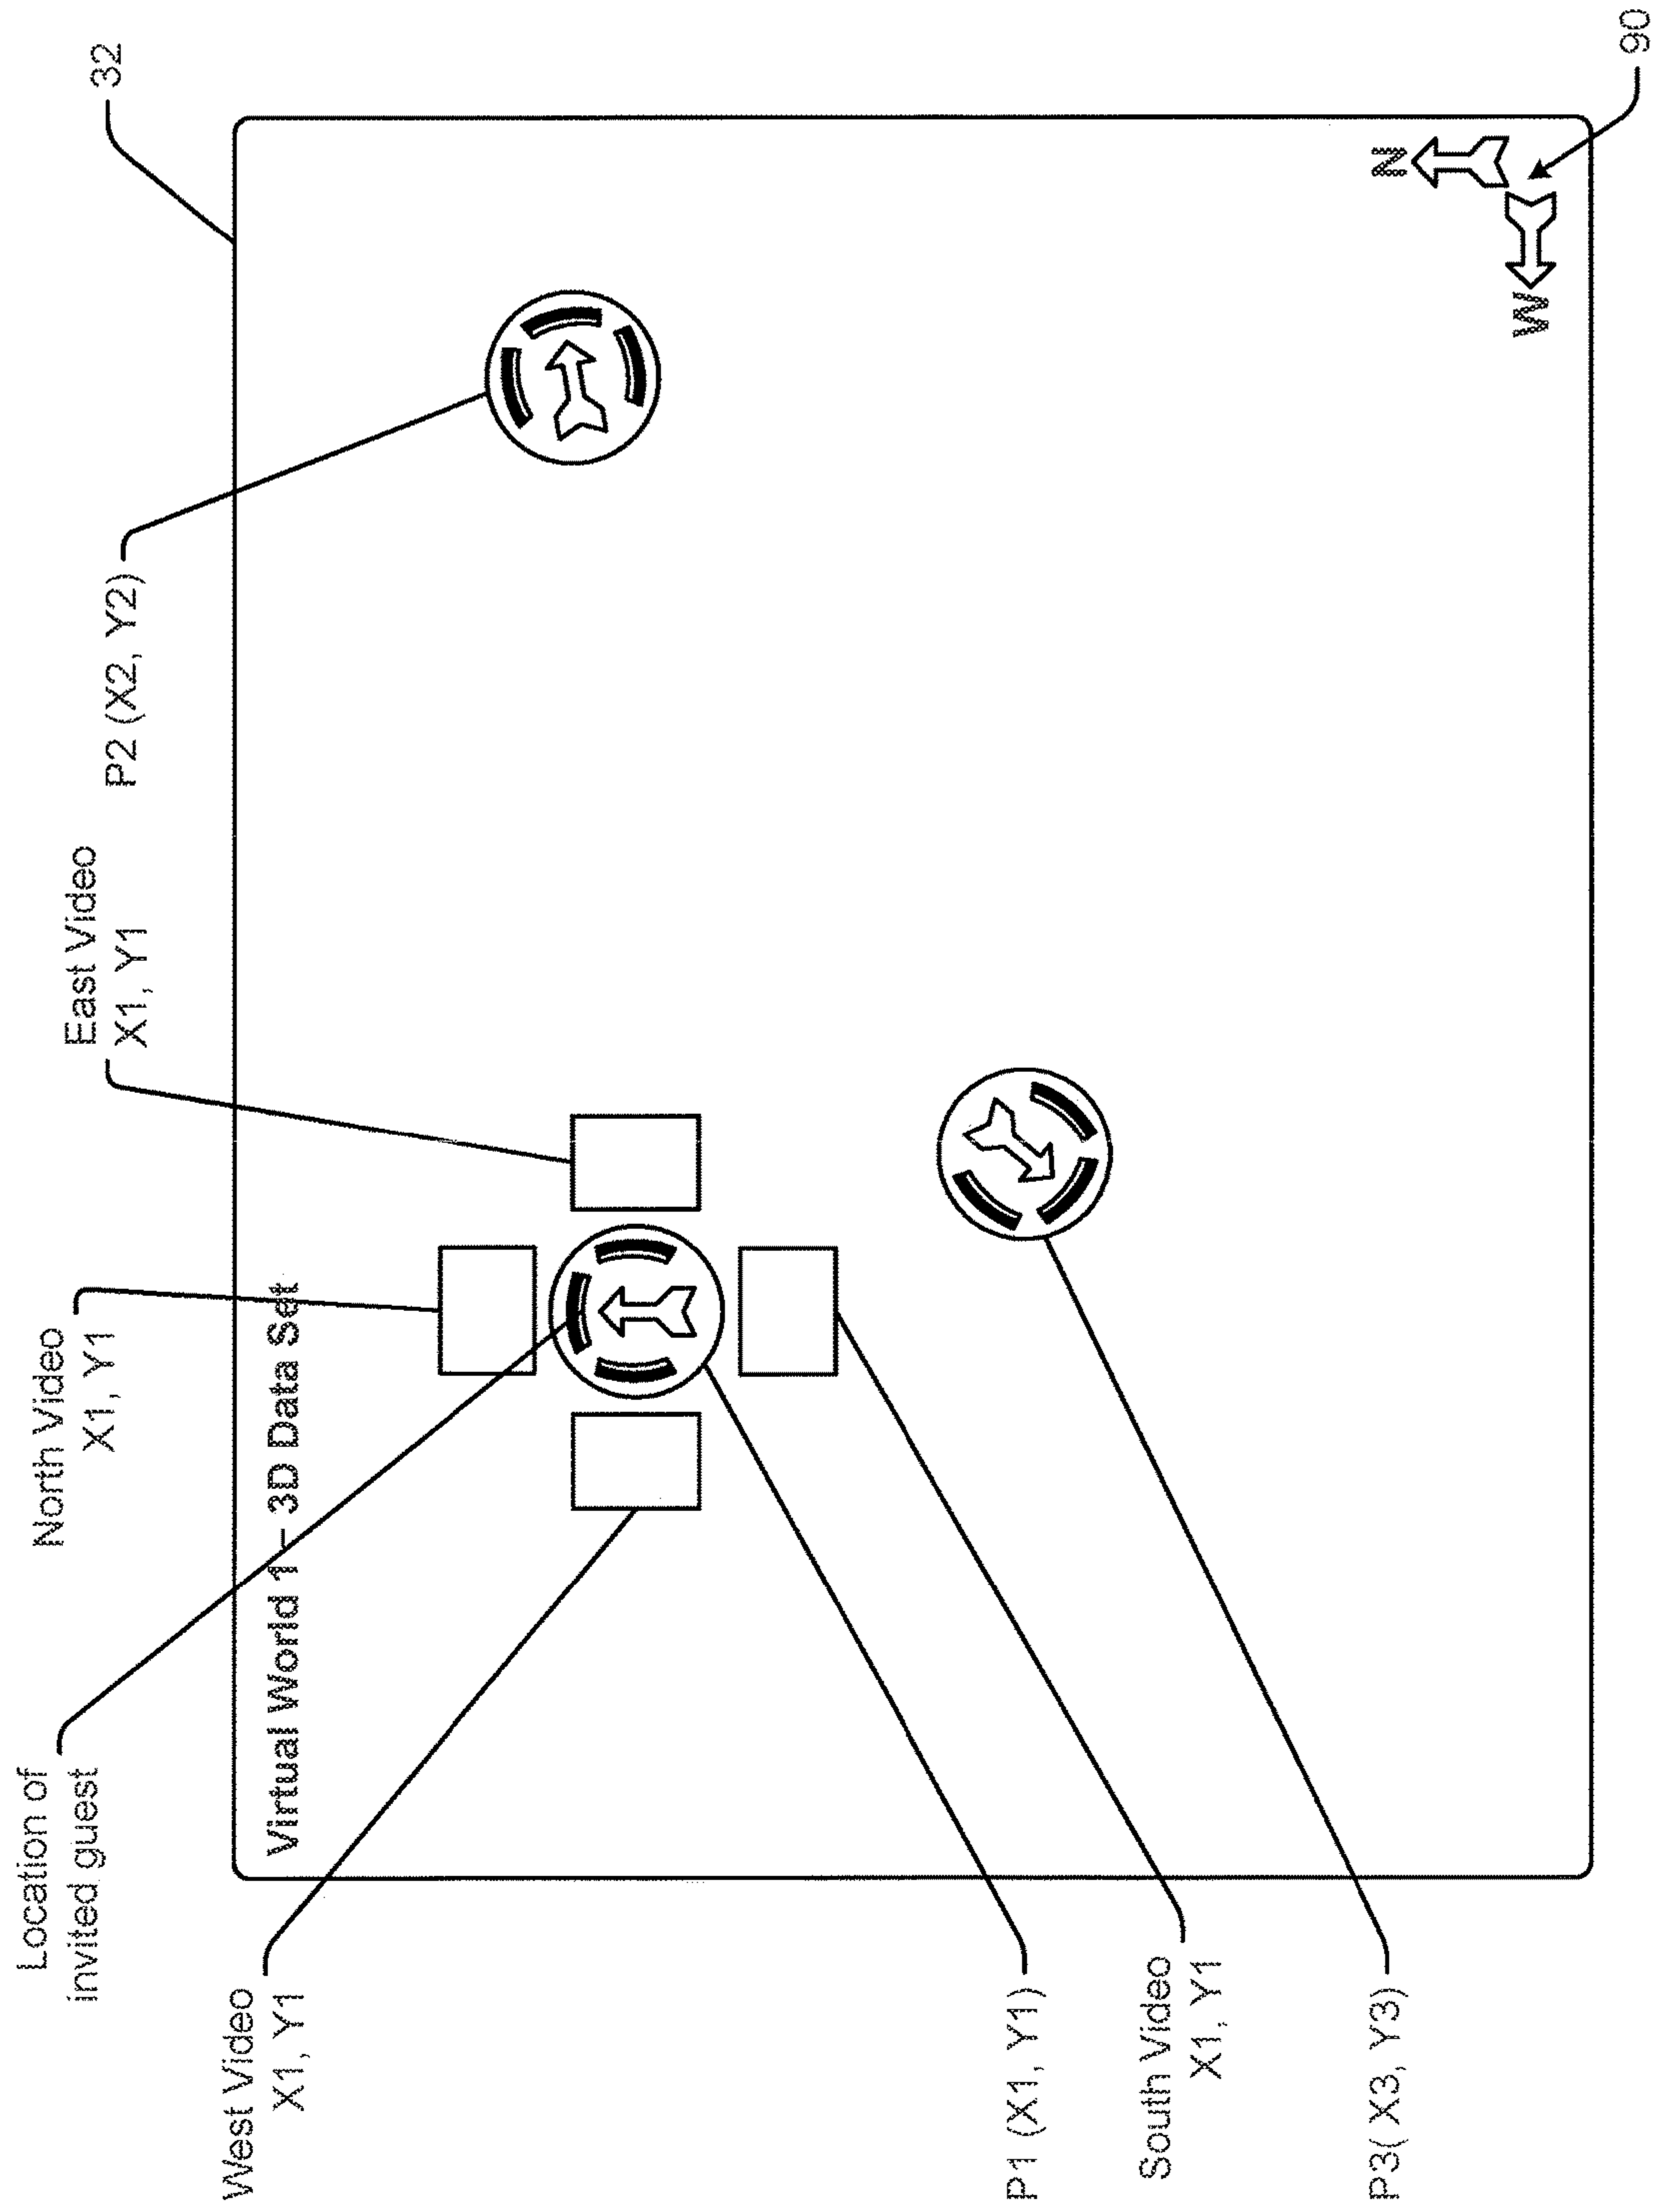 Location of
invited guest
North Video
X1, Y1
East Video
X1, Y1
P2 (X2, Y2)
32
West Video
X1, Y1
Virtual World 1 – 3D Data Set
P1 (X1, Y1)
South Video
X1, Y1
P3( X3, Y3)
N
W
90